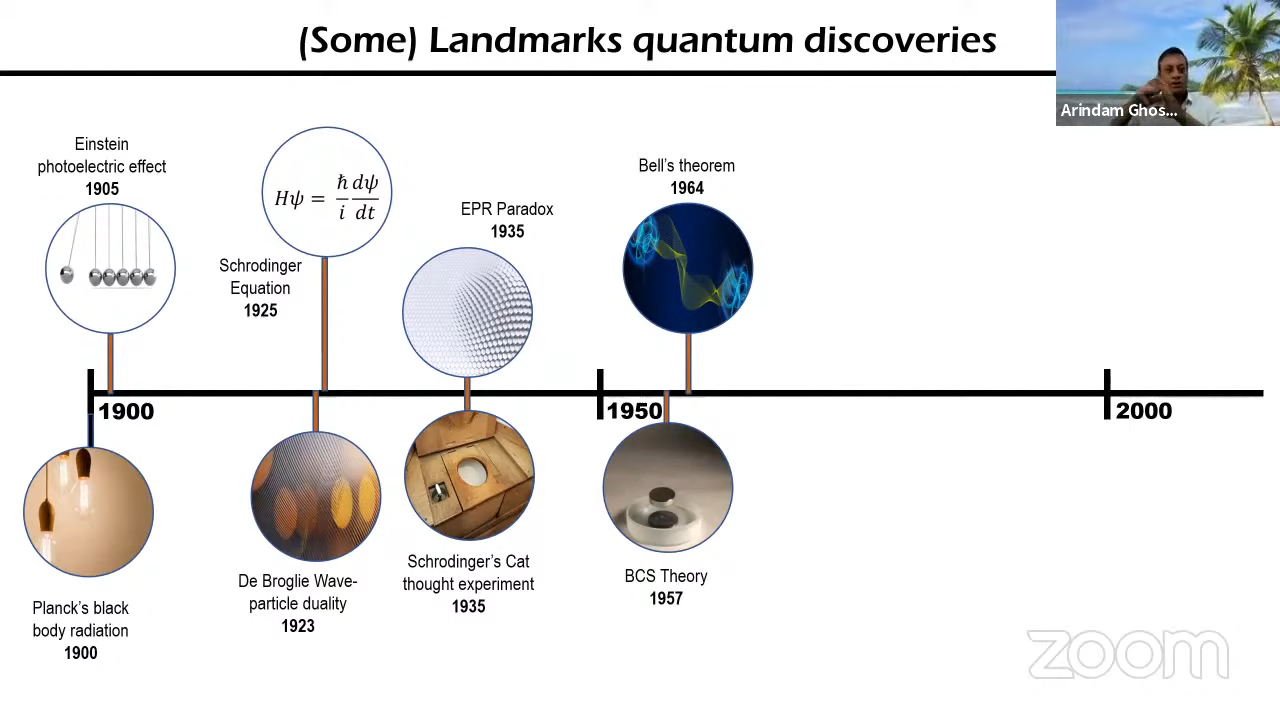 (Some) Landmarks quantum discoveries
Arindam Ghos...
Einstein
photoelectric effect
1905
Hψ = ħ/i dψ/dt
Schrodinger
Equation
1925
EPR Paradox
1935
Bell's theorem
1964
1900
1950
2000
Planck's black
body radiation
1900
De Broglie Wave-
particle duality
1923
Schrodinger's Cat
thought experiment
1935
BCS Theory
1957
zoom